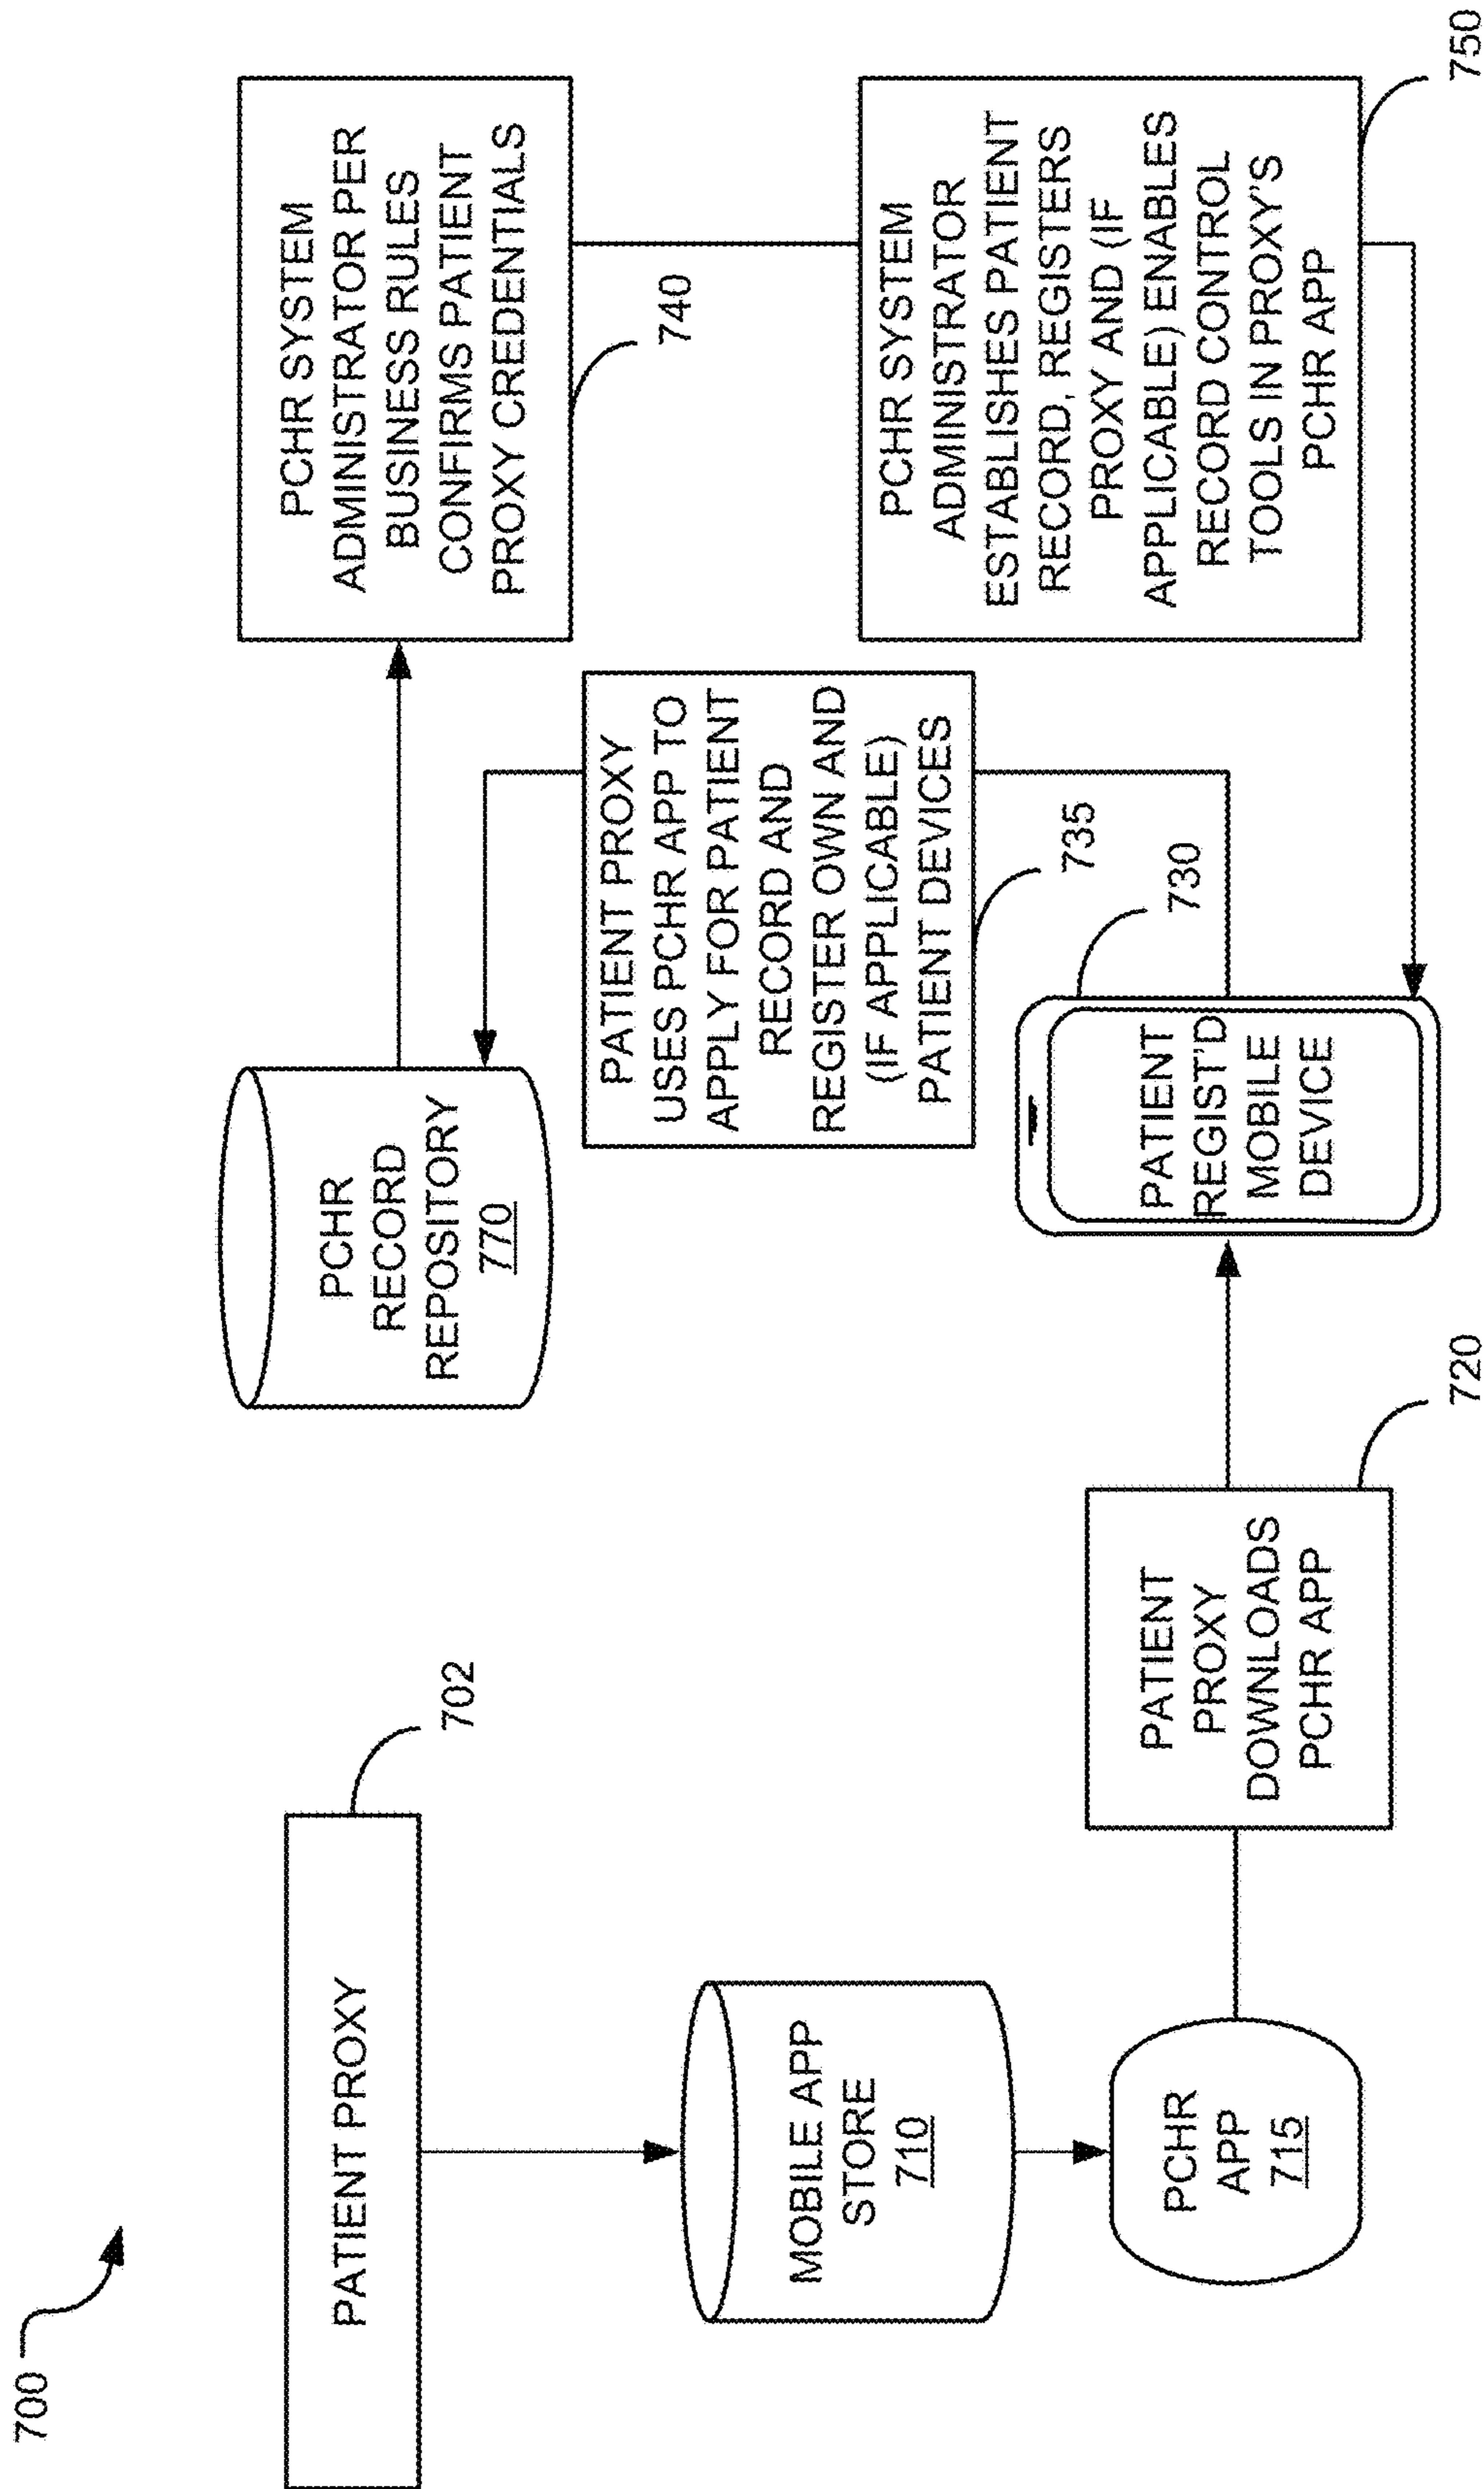 700
PATIENT PROXY
702
MOBILE APP
STORE
710
PCHR
APP
715
PATIENT
PROXY
DOWNLOADS
PCHR APP
720
PATIENT
REGIST'D
MOBILE
DEVICE
730
PATIENT PROXY
USES PCHR APP TO
APPLY FOR PATIENT
RECORD AND
REGISTER OWN AND
(IF APPLICABLE)
PATIENT DEVICES
735
PCHR
RECORD
REPOSITORY
770
PCHR SYSTEM
ADMINISTRATOR PER
BUSINESS RULES
CONFIRMS PATIENT
PROXY CREDENTIALS
740
PCHR SYSTEM
ADMINISTRATOR
ESTABLISHES PATIENT
RECORD, REGISTERS
PROXY AND (IF
APPLICABLE) ENABLES
RECORD CONTROL
TOOLS IN PROXY'S
PCHR APP
750